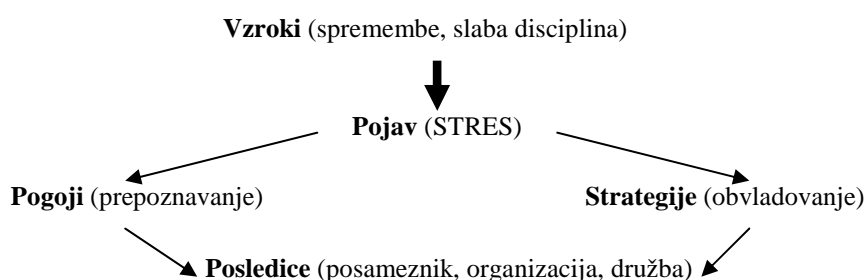 Vzroki (spremembe, slaba disciplina)
Pojav (STRES)
Pogoji (prepoznavanje)
Strategije (obvladovanje)
Posledice (posameznik, organizacija, družba)